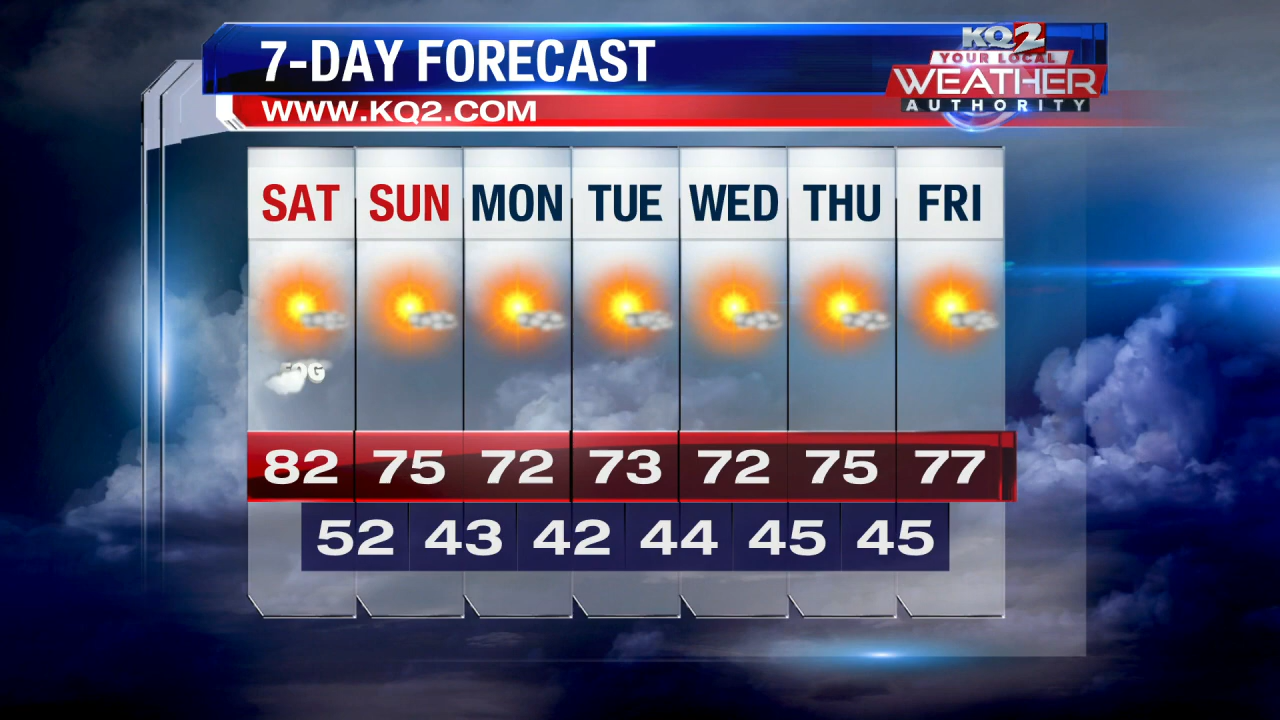 7-DAY FORECAST
WWW.KQ2.COM
KQ2
YOUR LOCAL
WEATHER
AUTHORITY
SAT SUN MON TUE WED THU FRI
FOG
82 75 72 73 72 75 77
52 43 42 44 45 45